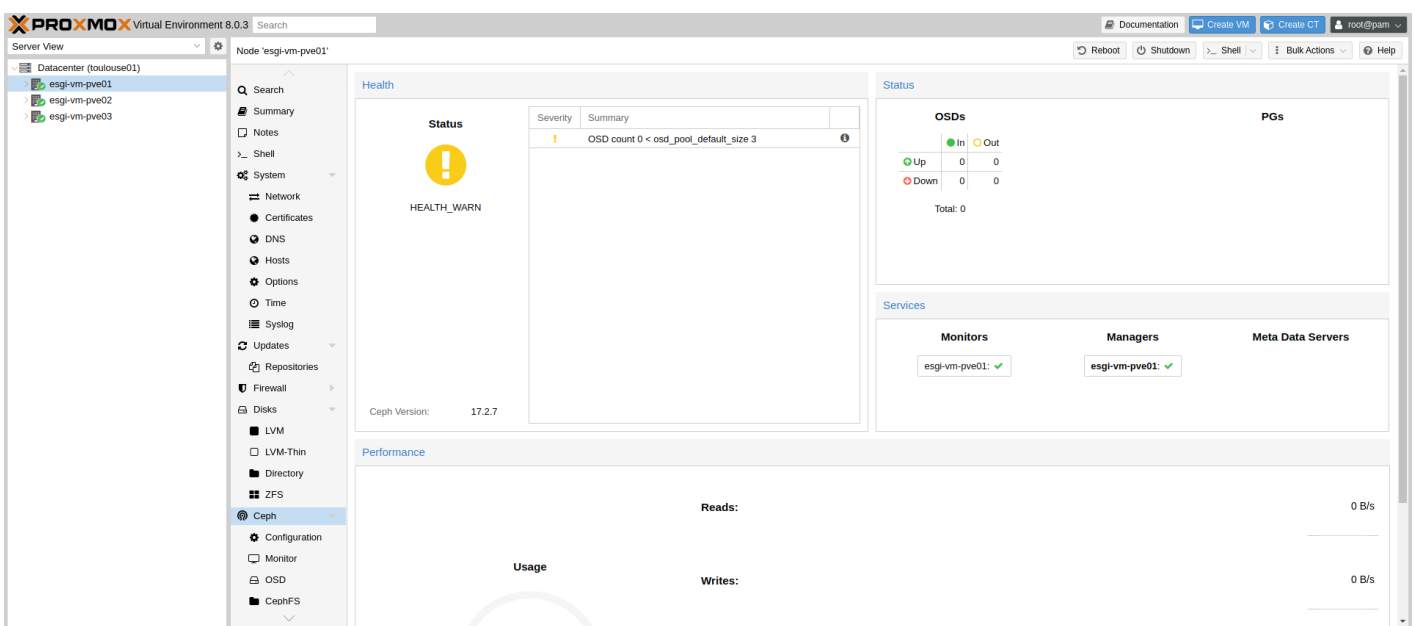 PROXMOX Virtual Environment 8.0.3 Search Documentation Create VM Create CT root@pam
Server View
Node 'esgi-vm-pve01' Reboot Shutdown >_ Shell Bulk Actions Help
Datacenter (toulouse01)
esgi-vm-pve01
esgi-vm-pve02
esgi-vm-pve03
Search
Summary
Notes
>_ Shell
System
Network
Certificates
DNS
Hosts
Options
Time
Syslog
Updates
Repositories
Firewall
Disks
LVM
LVM-Thin
Directory
ZFS
Ceph
Configuration
Monitor
OSD
CephFS
Health
Status
HEALTH_WARN
Severity Summary
! OSD count 0 < osd_pool_default_size 3
Ceph Version: 17.2.7
Status
OSDs
In Out
Up 0 0
Down 0 0
Total: 0
PGs
Services
Monitors Managers Meta Data Servers
esgi-vm-pve01: esgi-vm-pve01:
Performance
Usage
Reads: 0 B/s
Writes: 0 B/s